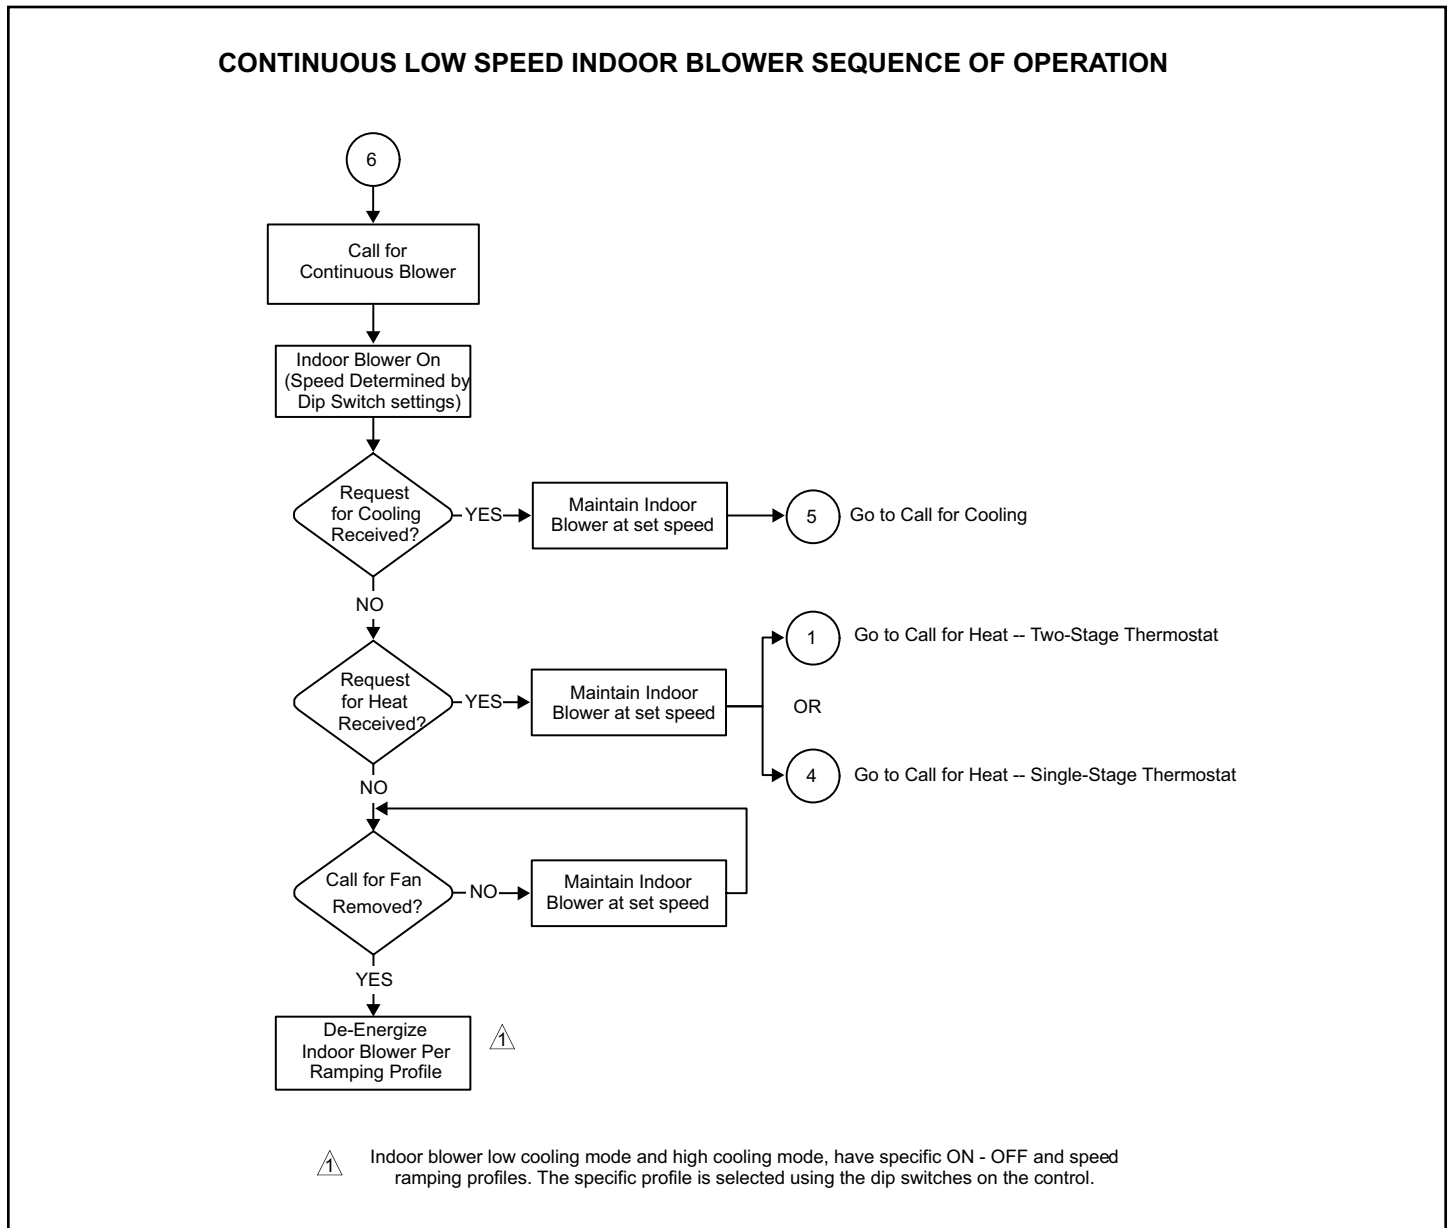 CONTINUOUS LOW SPEED INDOOR BLOWER SEQUENCE OF OPERATION
6
Call for
Continuous Blower
Indoor Blower On
(Speed Determined by
Dip Switch settings)
Request
for Cooling
Received?
YES
Maintain Indoor
Blower at set speed
5
Go to Call for Cooling
NO
Request
for Heat
Received?
YES
Maintain Indoor
Blower at set speed
1
Go to Call for Heat -- Two-Stage Thermostat
OR
4
Go to Call for Heat -- Single-Stage Thermostat
NO
Call for Fan
Removed?
NO
Maintain Indoor
Blower at set speed
YES
De-Energize
Indoor Blower Per
Ramping Profile
1
1
Indoor blower low cooling mode and high cooling mode, have specific ON - OFF and speed
ramping profiles. The specific profile is selected using the dip switches on the control.